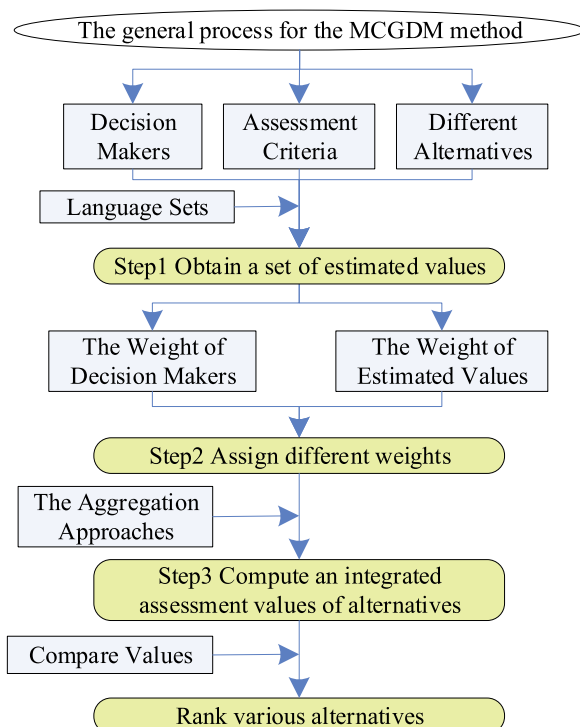 The general process for the MCGDM method
Decision
Makers
Assessment
Criteria
Different
Alternatives
Language Sets
Step1 Obtain a set of estimated values
The Weight of
Decision Makers
The Weight of
Estimated Values
Step2 Assign different weights
The Aggregation
Approaches
Step3 Compute an integrated
assessment values of alternatives
Compare Values
Rank various alternatives